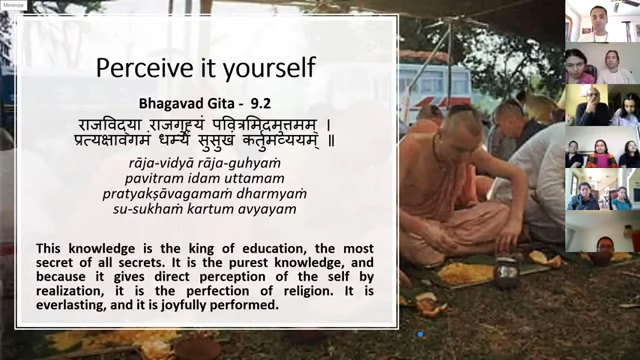 Minimize
Perceive it yourself
Bhagavad Gita - 9.2
राजविद्या राजगुह्यं पवित्रमिदमुत्तमम् ।
प्रत्यक्षावगमं धर्म्यं सुसुखं कर्तुमव्ययम् ॥
rāja-vidyā rāja-guhyaṁ
pavitram idam uttamam
pratyakṣāvagamaṁ dharmyaṁ
su-sukhaṁ kartum avyayam
This knowledge is the king of education, the most
secret of all secrets. It is the purest knowledge, and
because it gives direct perception of the self by
realization, it is the perfection of religion. It is
everlasting, and it is joyfully performed.